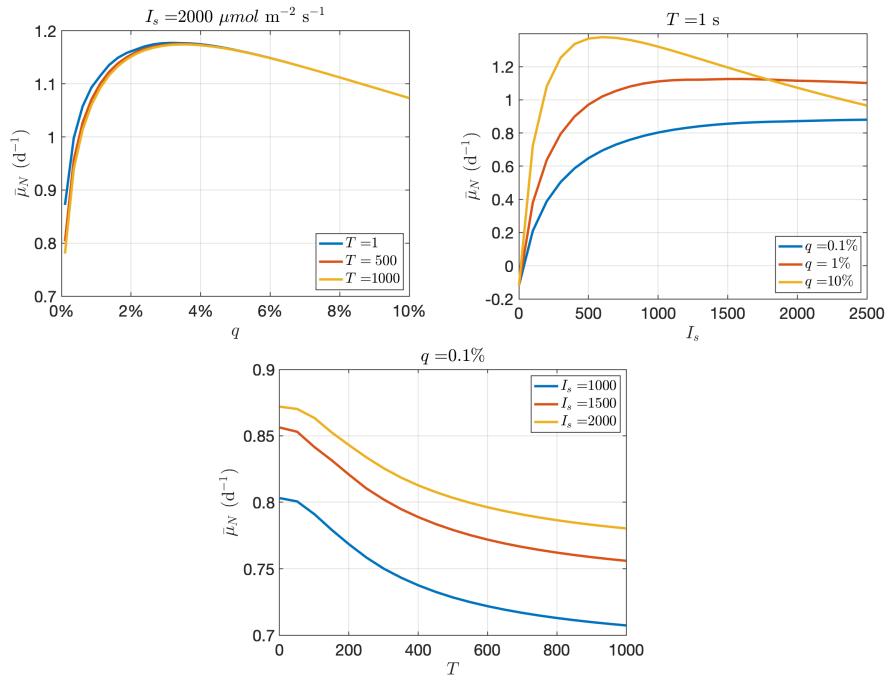 I_s =2000 μmol m⁻² s⁻¹
1.2
1.1
1
0.9
0.8
0.7
μ̄_N (d⁻¹)
0% 2% 4% 6% 8% 10%
q
T =1
T = 500
T =1000
T =1 s
1.2
1
0.8
0.6
0.4
0.2
0
-0.2
μ̄_N (d⁻¹)
0 500 1000 1500 2000 2500
I_s
q =0.1%
q = 1%
q =10%
q =0.1%
0.9
0.85
0.8
0.75
0.7
μ̄_N (d⁻¹)
0 200 400 600 800 1000
T
I_s =1000
I_s =1500
I_s =2000